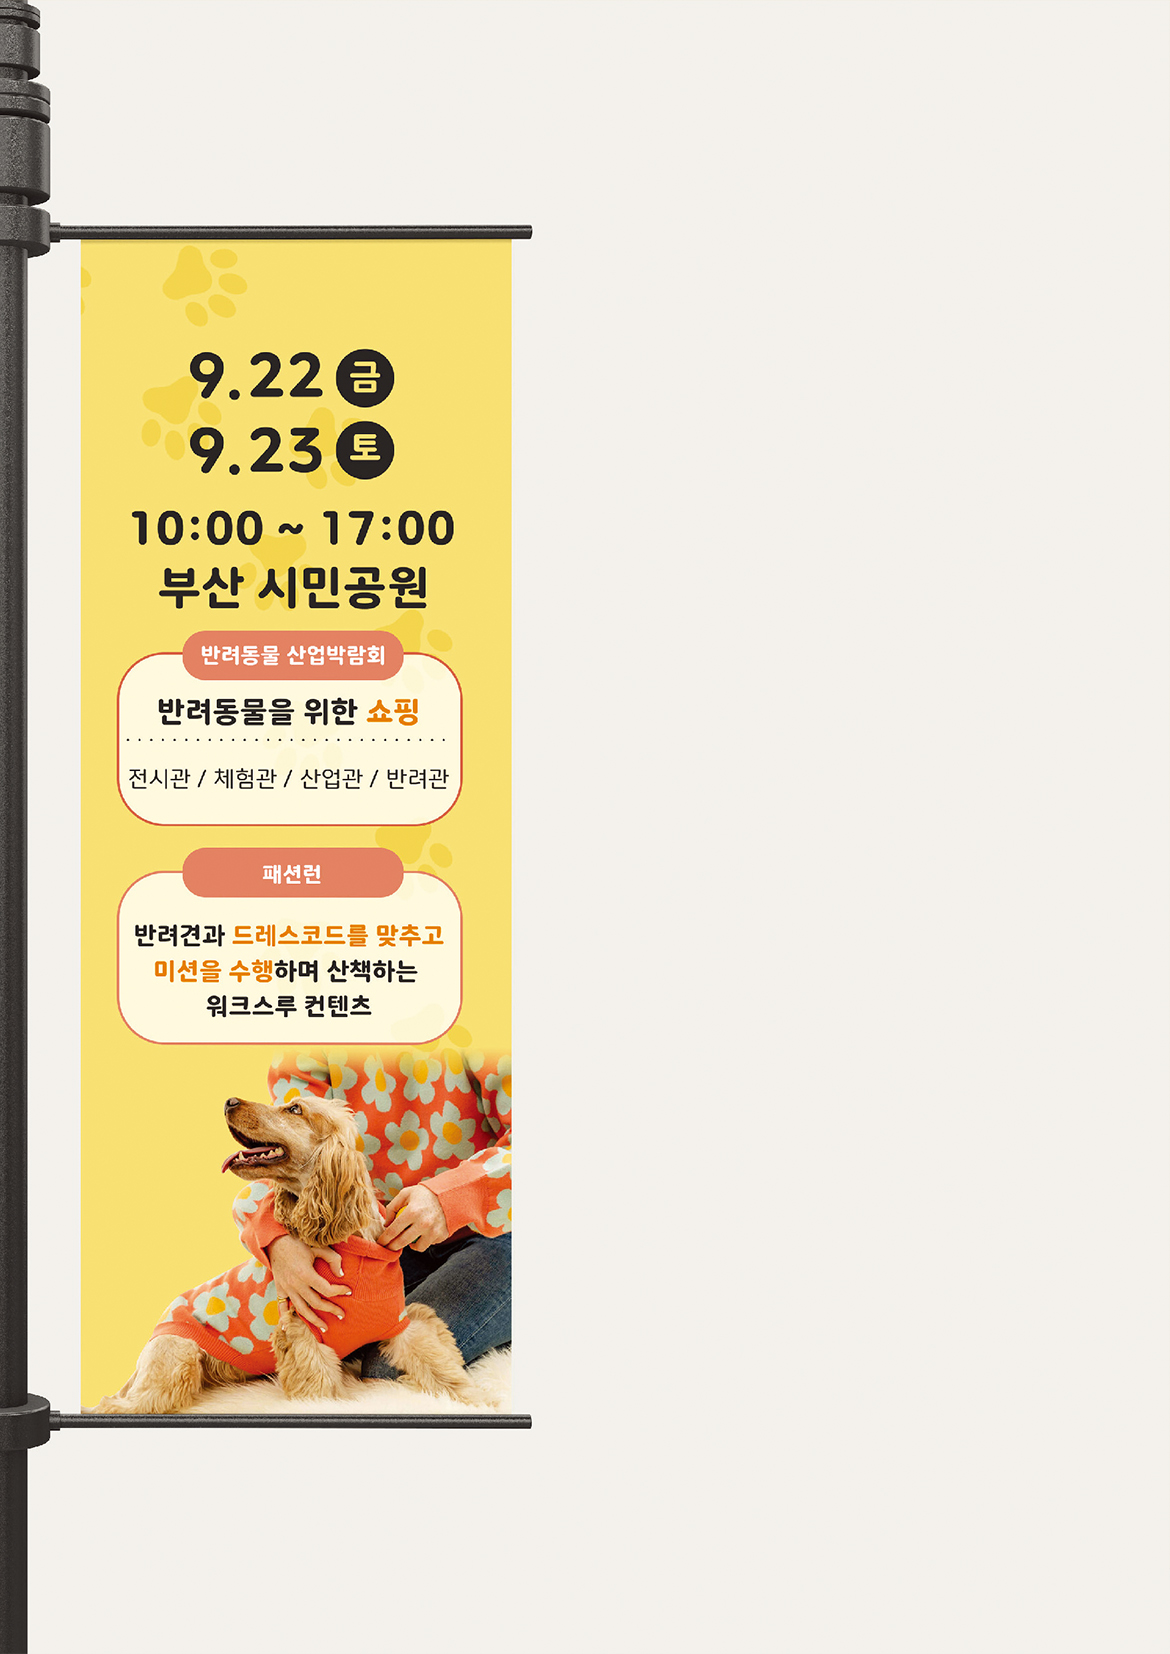 9.22 금
9.23 토
10:00 ~ 17:00
부산 시민공원
반려동물 산업박람회
반려동물을 위한 쇼핑
전시관 / 체험관 / 산업관 / 반려관
패션런
반려견과 드레스코드를 맞추고
미션을 수행하며 산책하는
워크스루 컨텐츠